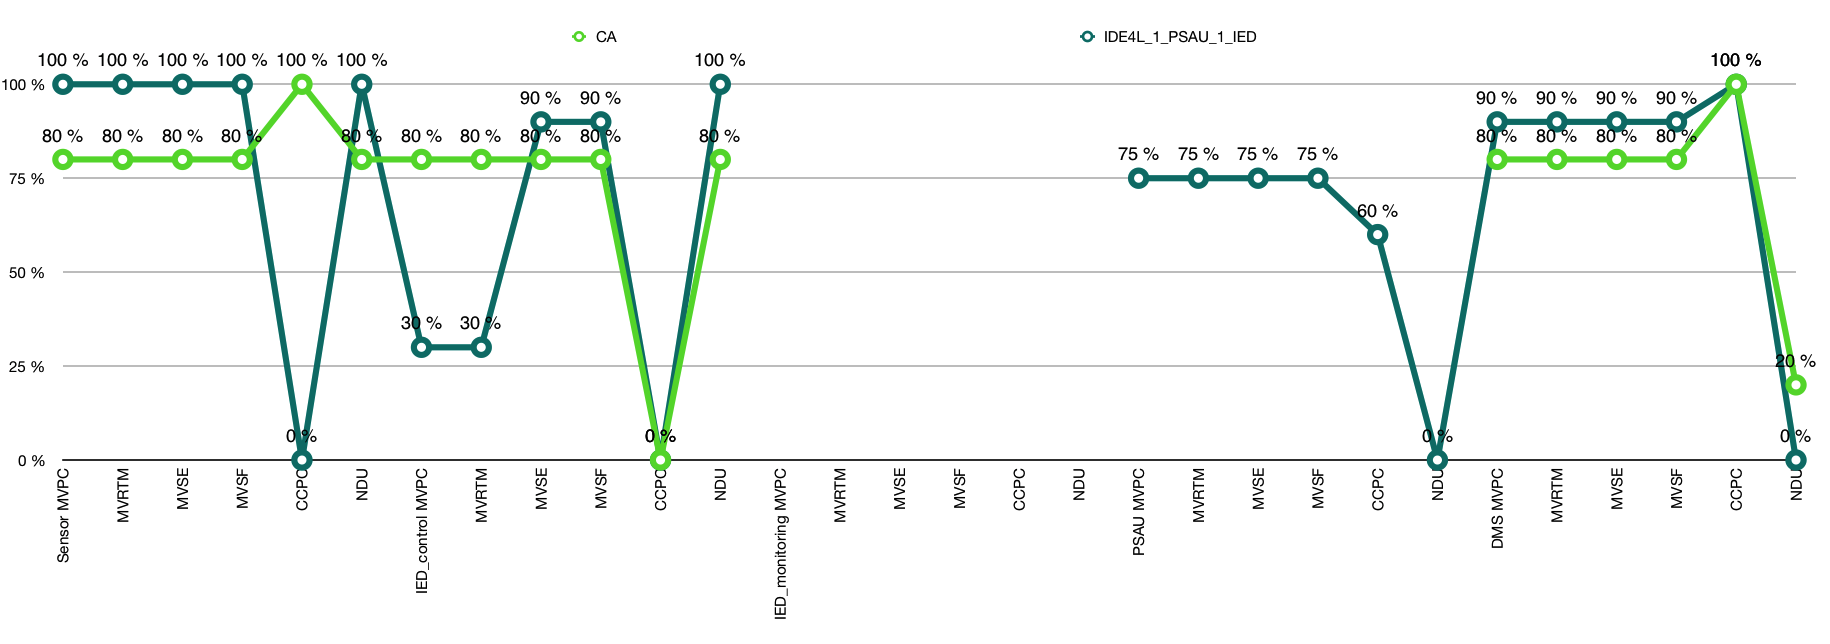 CA
IDE4L_1_PSAU_1_IED
100 % 100 % 100 % 100 % 100 % 100 % 100 % 100 %
100 %
90 % 90 % 90 % 90 % 90 % 90 %
80 % 80 % 80 % 80 % 80 % 80 % 80 % 80 % 80 % 80 % 80 % 80 % 80 % 80 %
75 % 75 % 75 % 75 %
75 %
60 %
50 %
30 % 30 %
25 %
20 %
0 % 0 % 0 % 0 %
0 %
Sensor MVPC
MVRTM
MVSE
MVSF
CCPC
NDU
IED_control MVPC
MVRTM
MVSE
MVSF
CCPC
NDU
IED_monitoring MVPC
MVRTM
MVSE
MVSF
CCPC
NDU
PSAU MVPC
MVRTM
MVSE
MVSF
CCPC
NDU
DMS MVPC
MVRTM
MVSE
MVSF
CCPC
NDU